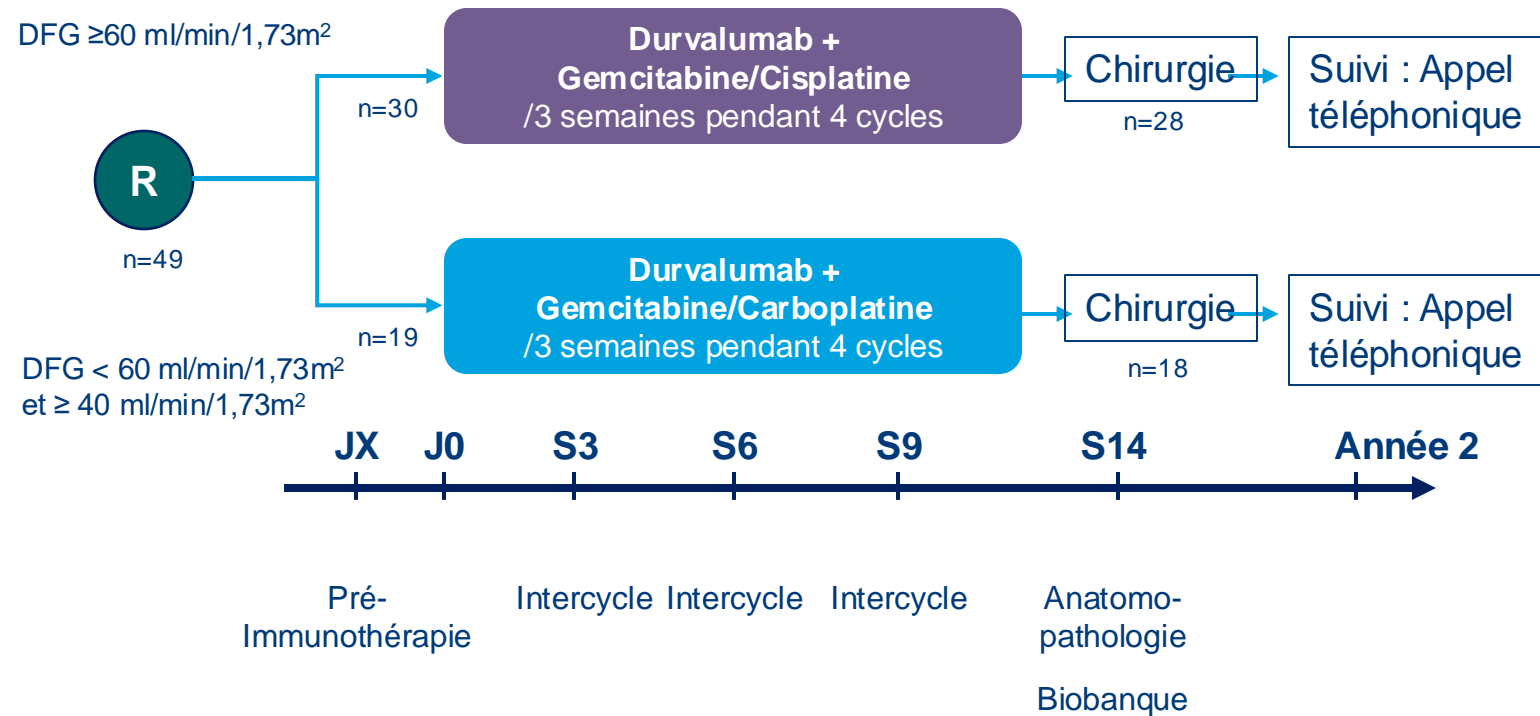 DFG ≥60 ml/min/1,73m²
R
n=49
n=30
Durvalumab +
Gemcitabine/Cisplatine
/3 semaines pendant 4 cycles
Chirurgie
n=28
Suivi : Appel
téléphonique
DFG < 60 ml/min/1,73m²
et ≥ 40 ml/min/1,73m²
n=19
Durvalumab +
Gemcitabine/Carboplatine
/3 semaines pendant 4 cycles
Chirurgie
n=18
Suivi : Appel
téléphonique
JX J0 S3 S6 S9 S14 Année 2
Pré-
Immunothérapie
Intercycle Intercycle Intercycle
Anatomo-
pathologie
Biobanque